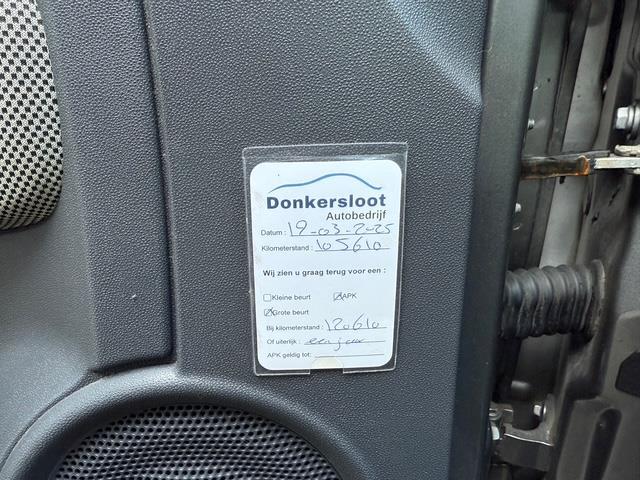 Donkersloot
Autobedrijf
Datum : 19-03-2025
Kilometerstand : 105610
Wij zien u graag terug voor een :
Kleine beurt APK
Grote beurt
Bij kilometerstand : 120610
Of uiterlijk : een jaar
APK geldig tot: